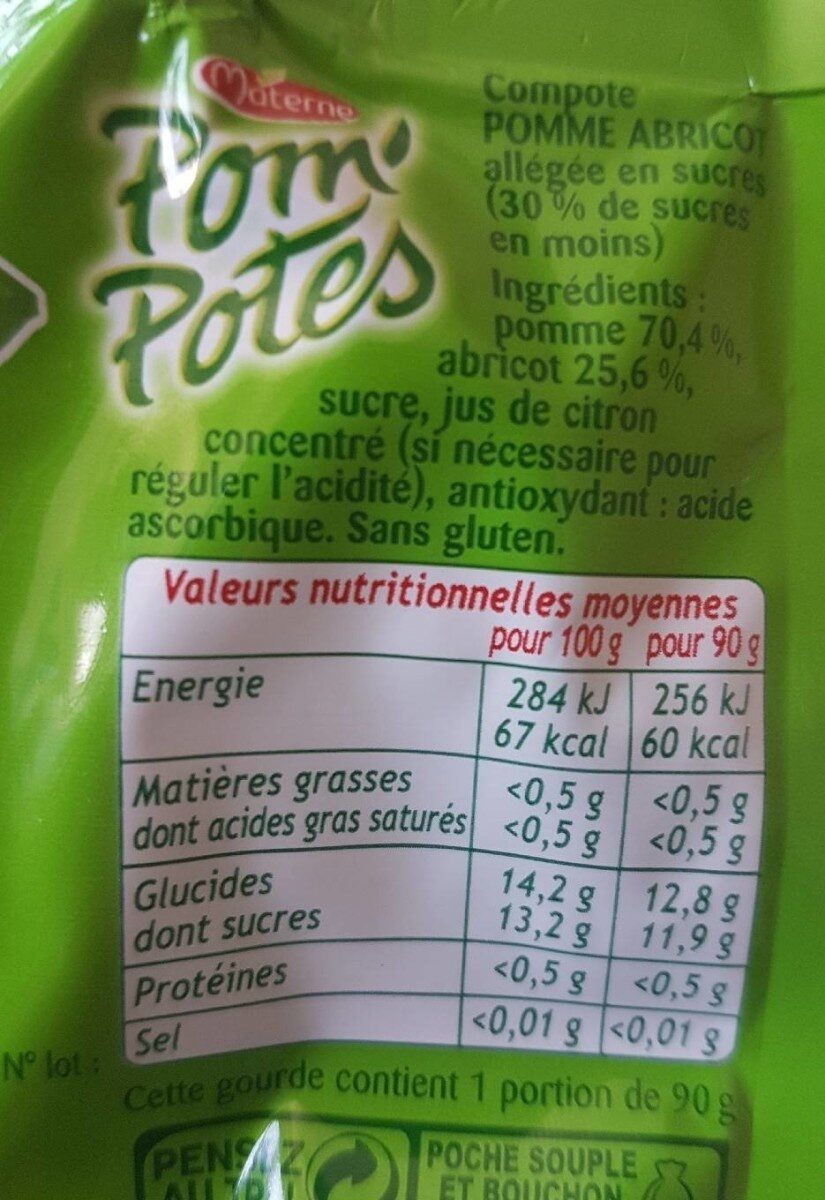 Materne
Pom'
Potes
Compote
POMME ABRICOT
allégée en sucres
(30 % de sucres
en moins)
Ingrédients :
pomme 70,4 %,
abricot 25,6 %,
sucre, jus de citron
concentré (si nécessaire pour
réguler l'acidité), antioxydant : acide
ascorbique. Sans gluten.
Valeurs nutritionnelles moyennes
pour 100 g pour 90 g
Energie 284 kJ 256 kJ
67 kcal 60 kcal
Matières grasses <0,5 g <0,5 g
dont acides gras saturés <0,5 g <0,5 g
Glucides 14,2 g 12,8 g
dont sucres 13,2 g 11,9 g
Protéines <0,5 g <0,5 g
Sel <0,01 g <0,01 g
N° lot :
Cette gourde contient 1 portion de 90 g
POCHE SOUPLE
ET BOUCHON